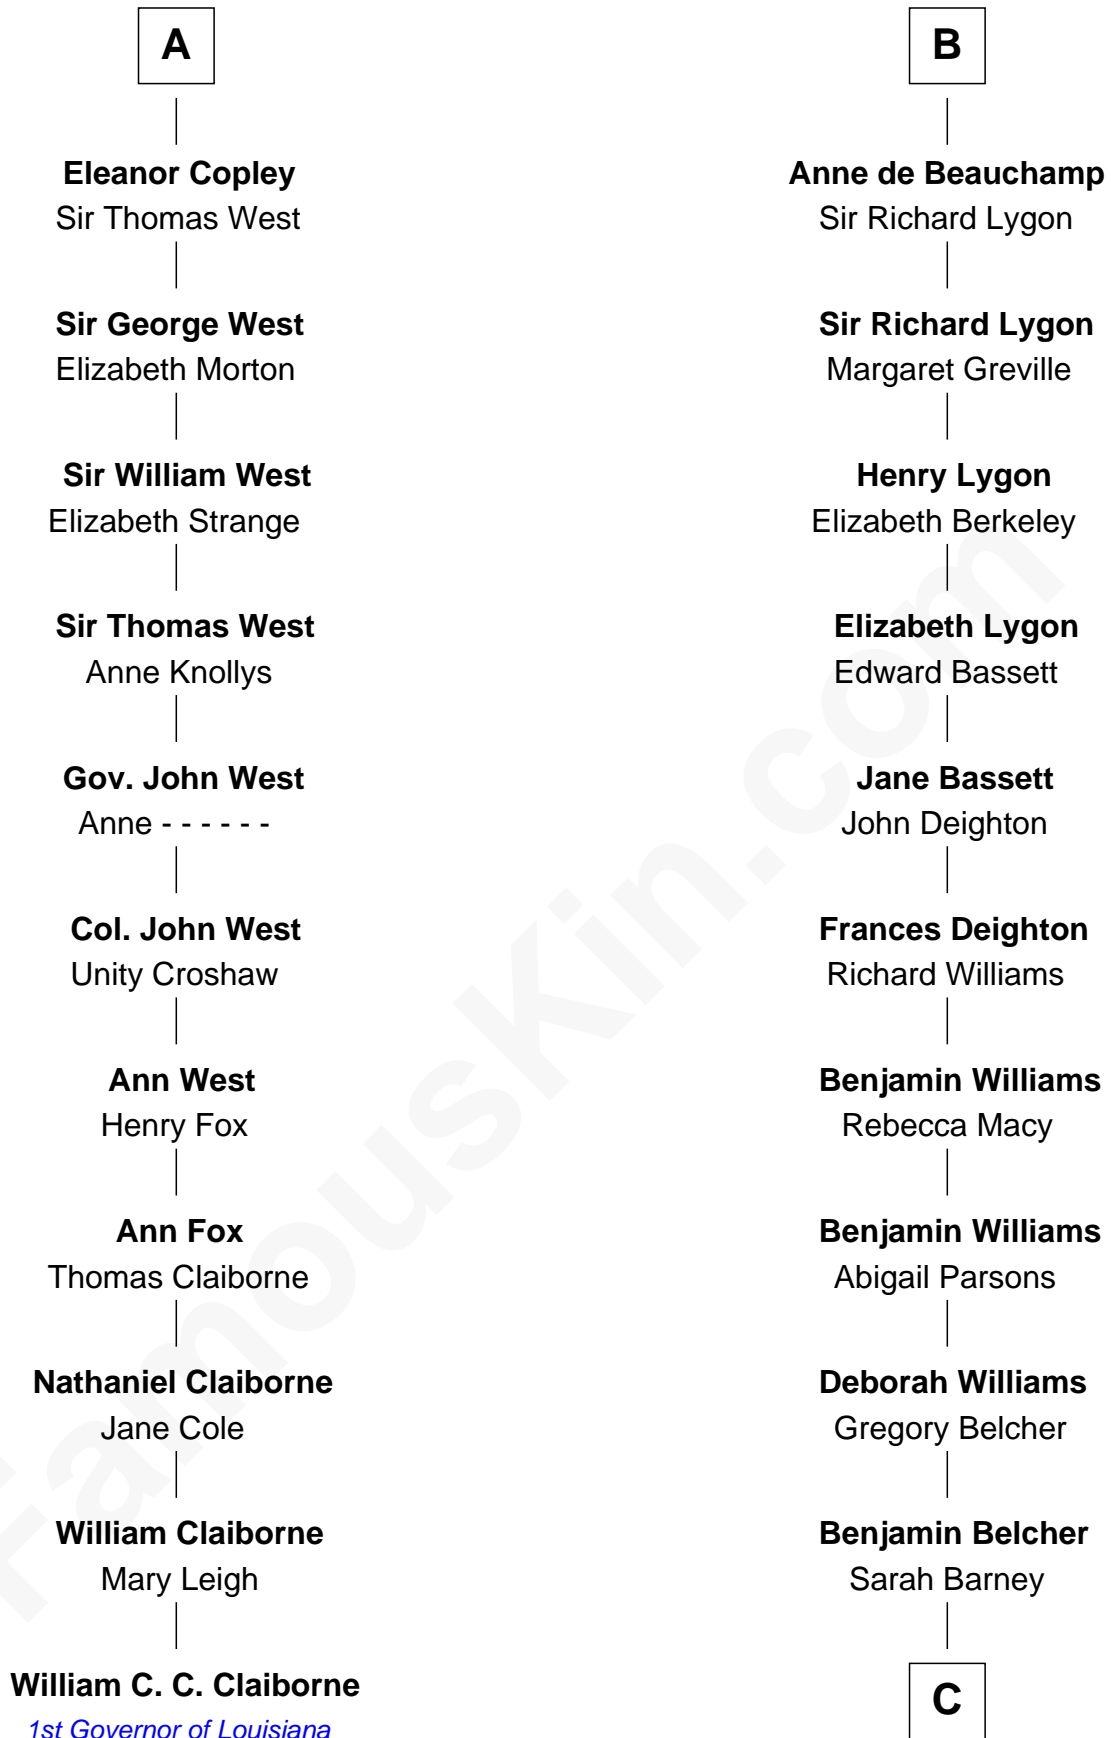 A
Eleanor Copley
Sir Thomas West
Sir George West
Elizabeth Morton
Sir William West
Elizabeth Strange
Sir Thomas West
Anne Knollys
Gov. John West
Anne - - - - - -
Col. John West
Unity Croshaw
Ann West
Henry Fox
Ann Fox
Thomas Claiborne
Nathaniel Claiborne
Jane Cole
William Claiborne
Mary Leigh
William C. C. Claiborne
1st Governor of Louisiana
B
Anne de Beauchamp
Sir Richard Lygon
Sir Richard Lygon
Margaret Greville
Henry Lygon
Elizabeth Berkeley
Elizabeth Lygon
Edward Bassett
Jane Bassett
John Deighton
Frances Deighton
Richard Williams
Benjamin Williams
Rebecca Macy
Benjamin Williams
Abigail Parsons
Deborah Williams
Gregory Belcher
Benjamin Belcher
Sarah Barney
C
FamousKin.com